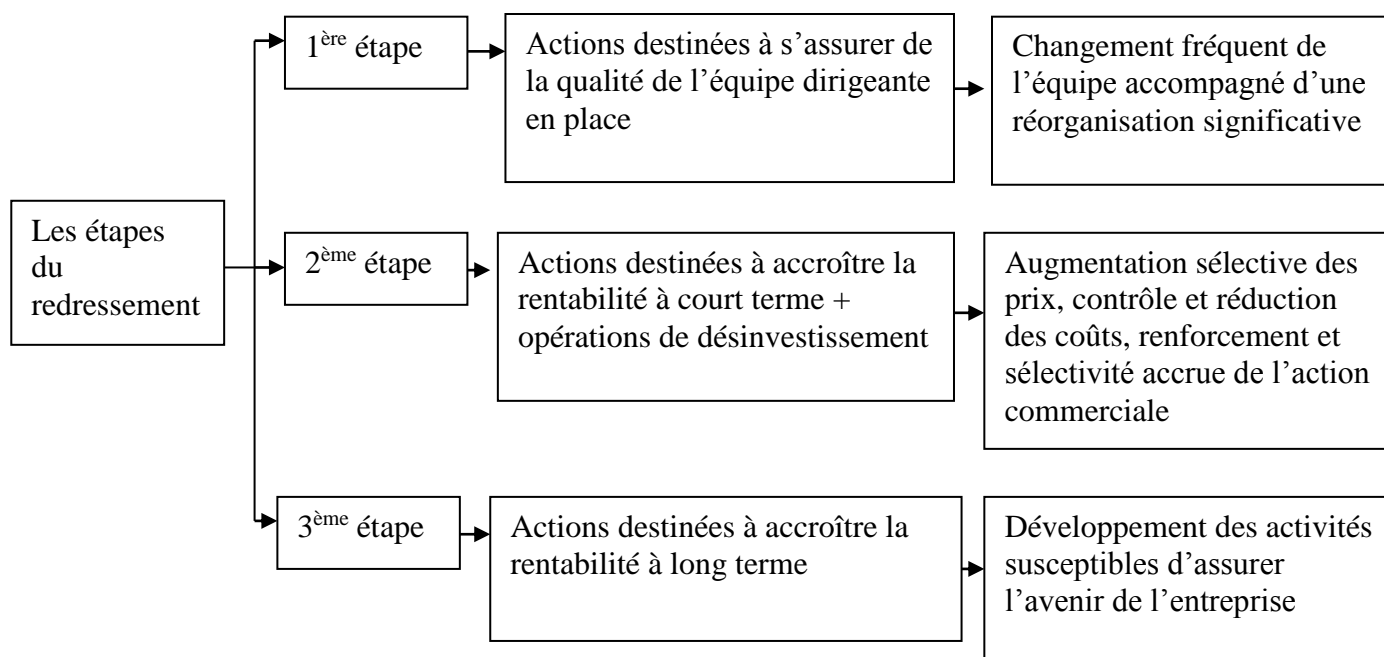 1ère étape
Actions destinées à s’assurer de
la qualité de l’équipe dirigeante
en place
Changement fréquent de
l’équipe accompagné d’une
réorganisation significative
Les étapes
du
redressement
2ème étape
Actions destinées à accroître la
rentabilité à court terme +
opérations de désinvestissement
Augmentation sélective des
prix, contrôle et réduction
des coûts, renforcement et
sélectivité accrue de l’action
commerciale
3ème étape
Actions destinées à accroître la
rentabilité à long terme
Développement des activités
susceptibles d’assurer
l’avenir de l’entreprise